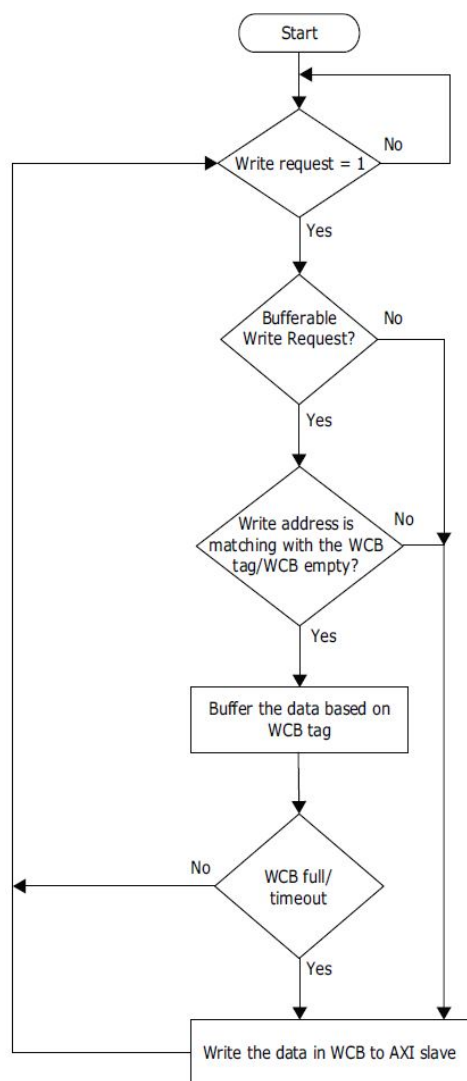 Start
Write request = 1
No
Yes
Bufferable
Write Request?
No
Yes
Write address is
matching with the WCB
tag/WCB empty?
No
Yes
Buffer the data based on
WCB tag
No
WCB full/
timeout
Yes
Write the data in WCB to AXI slave